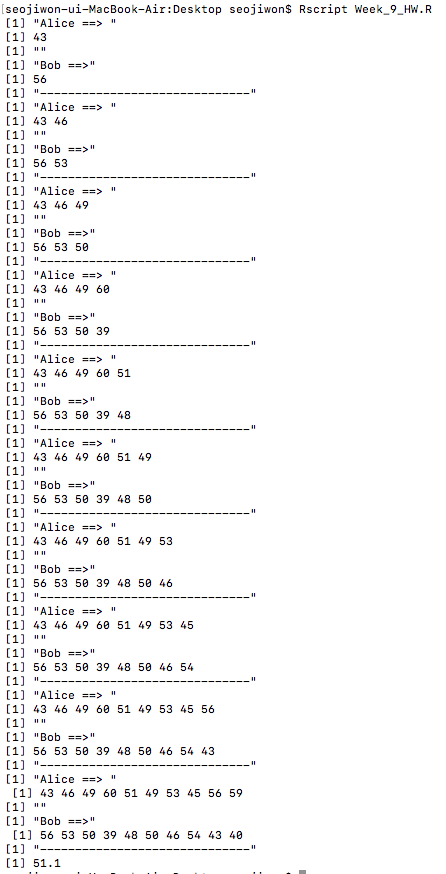 [seojiwon-ui-MacBook-Air:Desktop seojiwon$ Rscript Week_9_HW.R
[1] "Alice ==> "
[1] 43
[1] ""
[1] "Bob ==>"
[1] 56
[1] "------------------------------"
[1] "Alice ==> "
[1] 43 46
[1] ""
[1] "Bob ==>"
[1] 56 53
[1] "------------------------------"
[1] "Alice ==> "
[1] 43 46 49
[1] ""
[1] "Bob ==>"
[1] 56 53 50
[1] "------------------------------"
[1] "Alice ==> "
[1] 43 46 49 60
[1] ""
[1] "Bob ==>"
[1] 56 53 50 39
[1] "------------------------------"
[1] "Alice ==> "
[1] 43 46 49 60 51
[1] ""
[1] "Bob ==>"
[1] 56 53 50 39 48
[1] "------------------------------"
[1] "Alice ==> "
[1] 43 46 49 60 51 49
[1] ""
[1] "Bob ==>"
[1] 56 53 50 39 48 50
[1] "------------------------------"
[1] "Alice ==> "
[1] 43 46 49 60 51 49 53
[1] ""
[1] "Bob ==>"
[1] 56 53 50 39 48 50 46
[1] "------------------------------"
[1] "Alice ==> "
[1] 43 46 49 60 51 49 53 45
[1] ""
[1] "Bob ==>"
[1] 56 53 50 39 48 50 46 54
[1] "------------------------------"
[1] "Alice ==> "
[1] 43 46 49 60 51 49 53 45 56
[1] ""
[1] "Bob ==>"
[1] 56 53 50 39 48 50 46 54 43
[1] "------------------------------"
[1] "Alice ==> "
 [1] 43 46 49 60 51 49 53 45 56 59
[1] ""
[1] "Bob ==>"
 [1] 56 53 50 39 48 50 46 54 43 40
[1] "------------------------------"
[1] 51.1